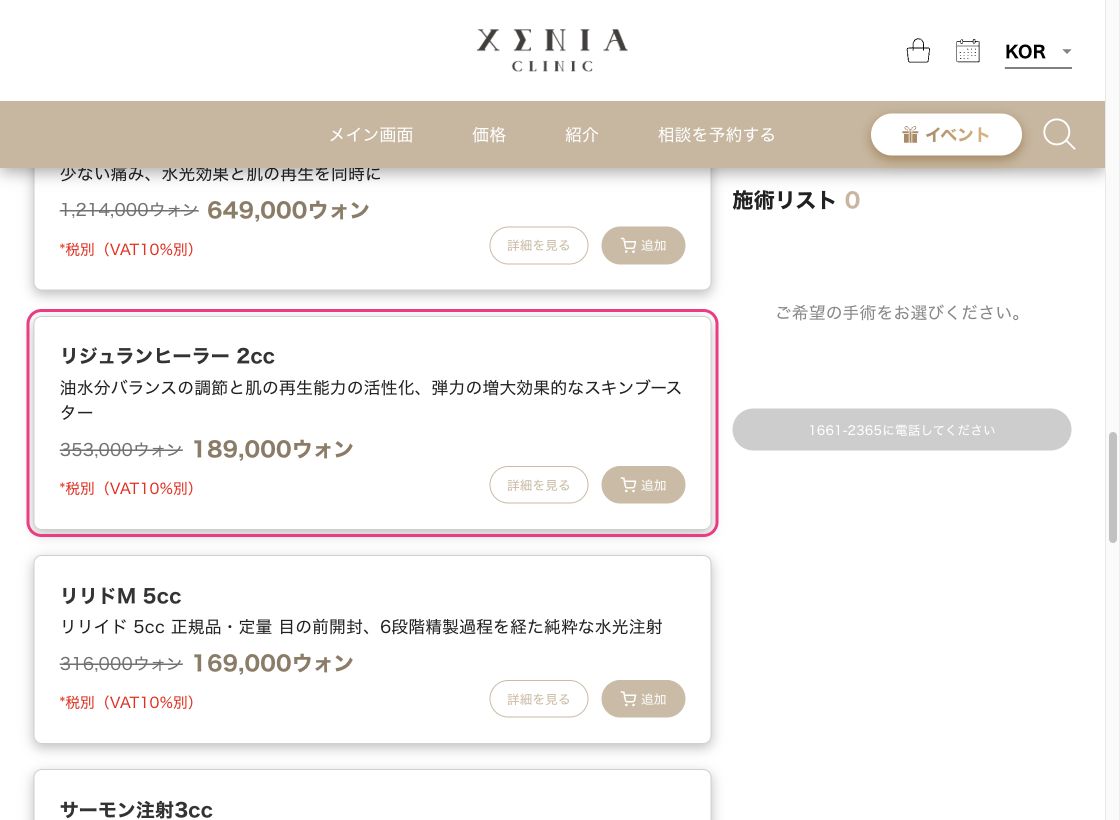 XENIA
CLINIC
KOR
メイン画面
価格
紹介
相談を予約する
イベント
少ない痛み、水光効果と肌の再生を同時に
1,214,000ウォン 649,000ウォン
*税別（VAT10%別）
詳細を見る
追加
リジュランヒーラー 2cc
油水分バランスの調節と肌の再生能力の活性化、弾力の増大効果的なスキンブース
ター
353,000ウォン 189,000ウォン
*税別（VAT10%別）
詳細を見る
追加
リリドM 5cc
リリイド 5cc 正規品・定量 目の前開封、6段階精製過程を経た純粋な水光注射
316,000ウォン 169,000ウォン
*税別（VAT10%別）
詳細を見る
追加
サーモン注射3cc
施術リスト 0
ご希望の手術をお選びください。
1661-2365に電話してください